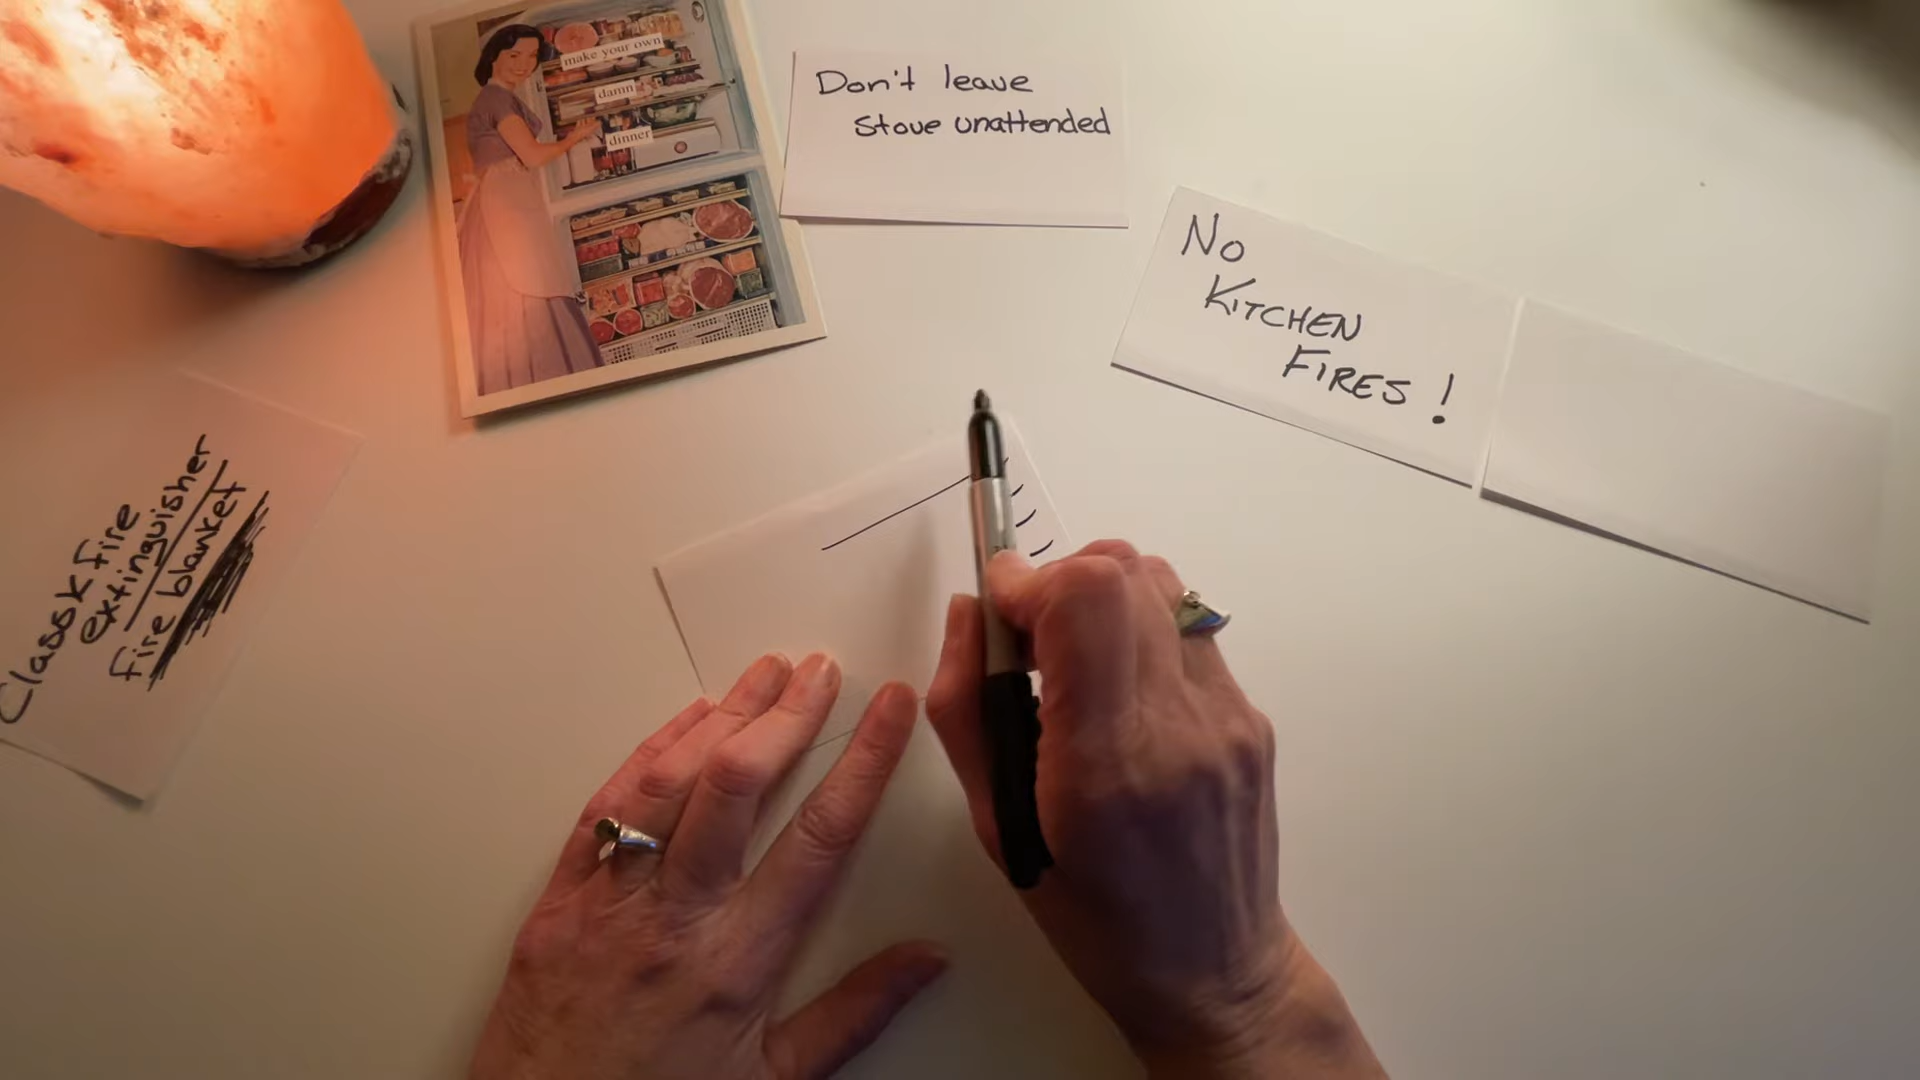 make your own
damn
dinner
Don't leave
Stove unattended
No
KITCHEN
FIRES!
Class K fire
extinguisher
fire blanket